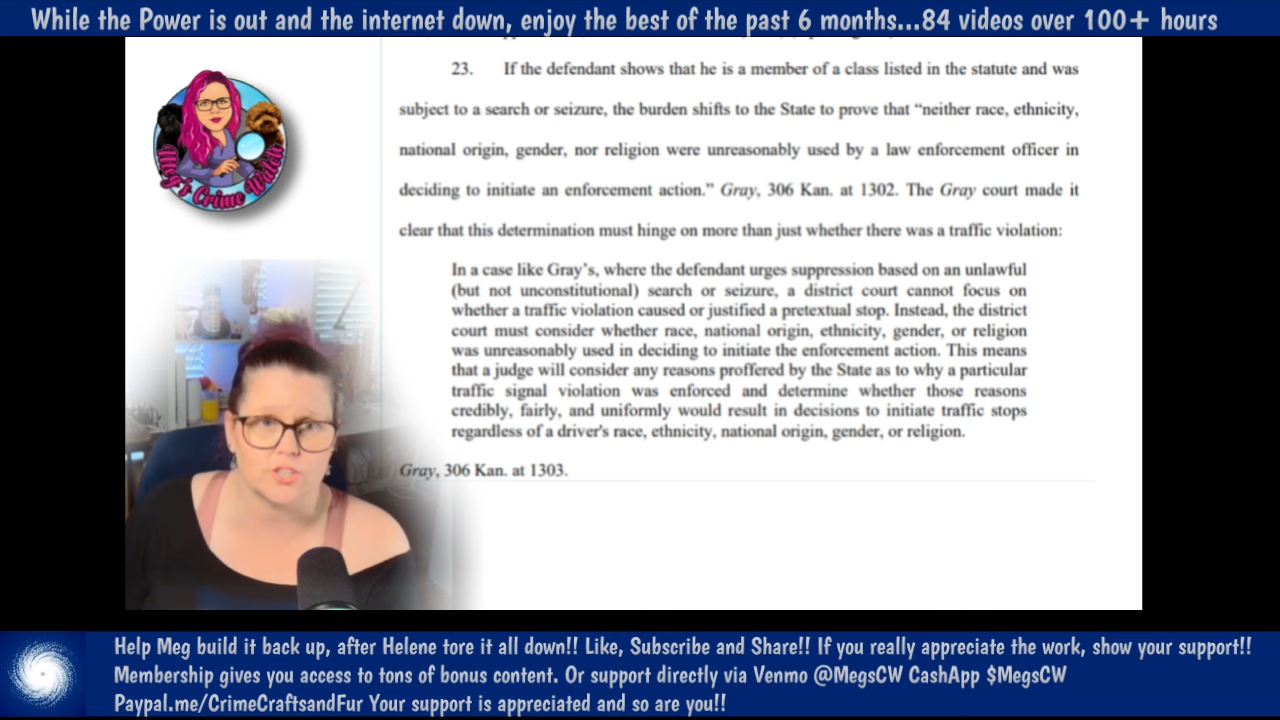 While the Power is out and the internet down, enjoy the best of the past 6 months...84 videos over 100+ hours
23. If the defendant shows that he is a member of a class listed in the statute and was
subject to a search or seizure, the burden shifts to the State to prove that “neither race, ethnicity,
national origin, gender, nor religion were unreasonably used by a law enforcement officer in
deciding to initiate an enforcement action.” Gray, 306 Kan. at 1302. The Gray court made it
clear that this determination must hinge on more than just whether there was a traffic violation:
In a case like Gray’s, where the defendant urges suppression based on an unlawful
(but not unconstitutional) search or seizure, a district court cannot focus on
whether a traffic violation caused or justified a pretextual stop. Instead, the district
court must consider whether race, national origin, ethnicity, gender, or religion
was unreasonably used in deciding to initiate the enforcement action. This means
that a judge will consider any reasons proffered by the State as to why a particular
traffic signal violation was enforced and determine whether those reasons
credibly, fairly, and uniformly would result in decisions to initiate traffic stops
regardless of a driver's race, ethnicity, national origin, gender, or religion.
Gray, 306 Kan. at 1303.
Meg's Crime Watch
Help Meg build it back up, after Helene tore it all down!! Like, Subscribe and Share!! If you really appreciate the work, show your support!!
Membership gives you access to tons of bonus content. Or support directly via Venmo @MegsCW CashApp $MegsCW
Paypal.me/CrimeCraftsandFur Your support is appreciated and so are you!!